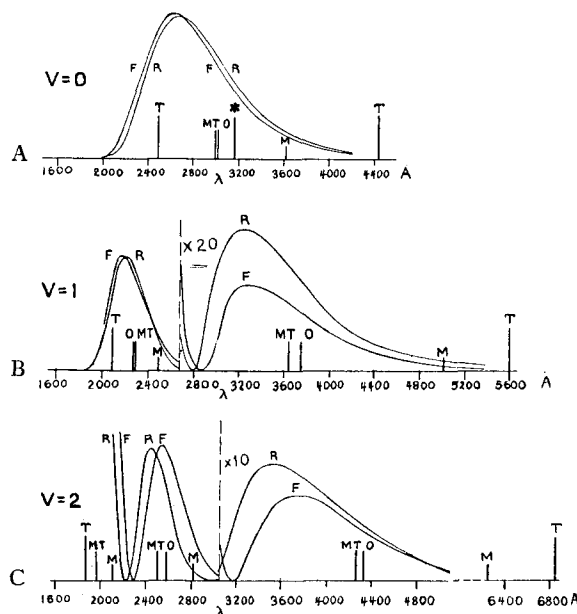 V=0
F R F R
T MT O * M T
A
1600 2000 2400 2800 3200 3600 4000 4400 A
λ
V=1
F R x 20 R
F
T O MT M MT O M T
B
1600 2000 2400 2800 3200 3600 4000 4400 4800 5200 5600 A
λ
V=2
R F R F x10 R
F
T MT M MT O M MT O M T
C
1600 2000 2400 2800 3200 3600 4000 4400 4800 5200 6400 6800 A
λ